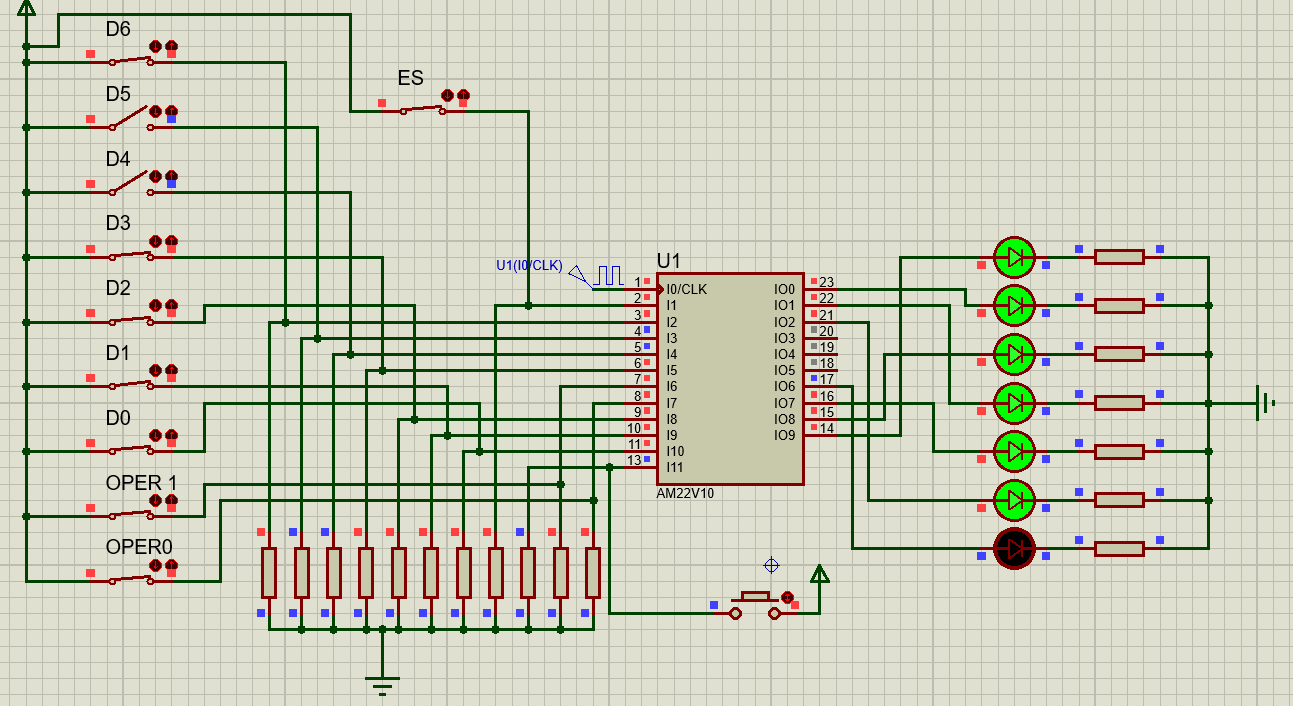 D6
D5
D4
D3
D2
D1
D0
OPER 1
OPER0
ES
U1(I0/CLK)
U1
1 I0/CLK IO0 23
2 I1 IO1 22
3 I2 IO2 21
4 I3 IO3 20
5 I4 IO4 19
6 I5 IO5 18
7 I6 IO6 17
8 I7 IO7 16
9 I8 IO8 15
10 I9 IO9 14
11 I10
13 I11
AM22V10